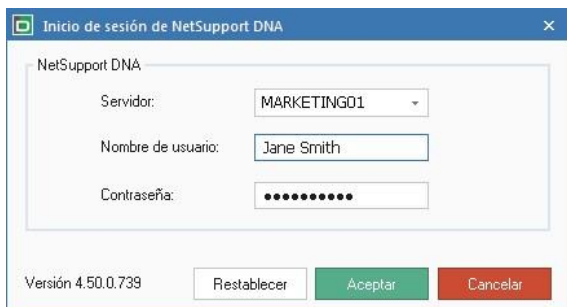 Inicio de sesión de NetSupport DNA
NetSupport DNA
Servidor: MARKETING01
Nombre de usuario: Jane Smith
Contraseña: ●●●●●●●●●●
Versión 4.50.0.739 Restablecer Aceptar Cancelar